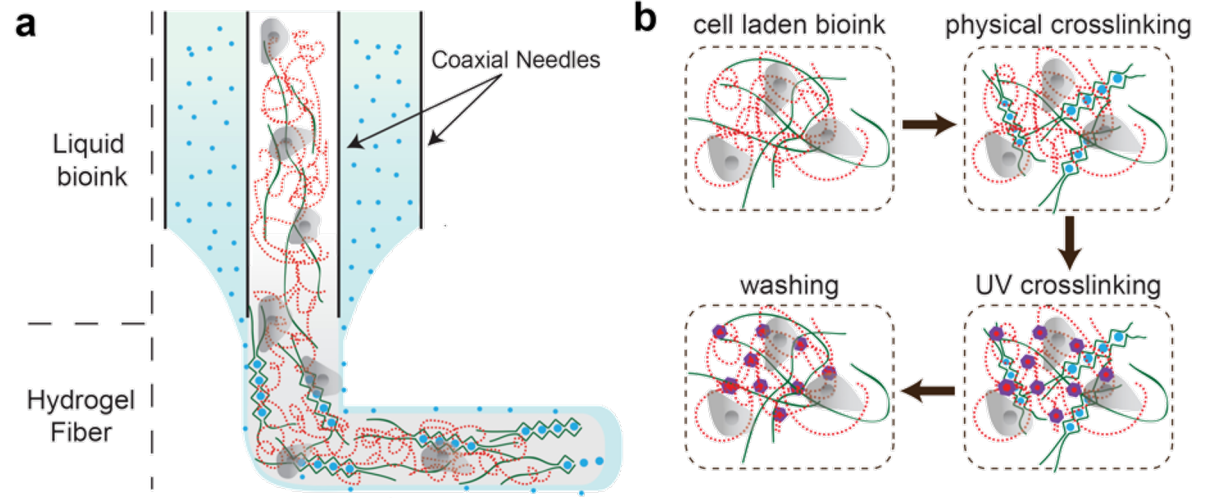 a
Coaxial Needles
Liquid
bioink
Hydrogel
Fiber
b
cell laden bioink
physical crosslinking
washing
UV crosslinking